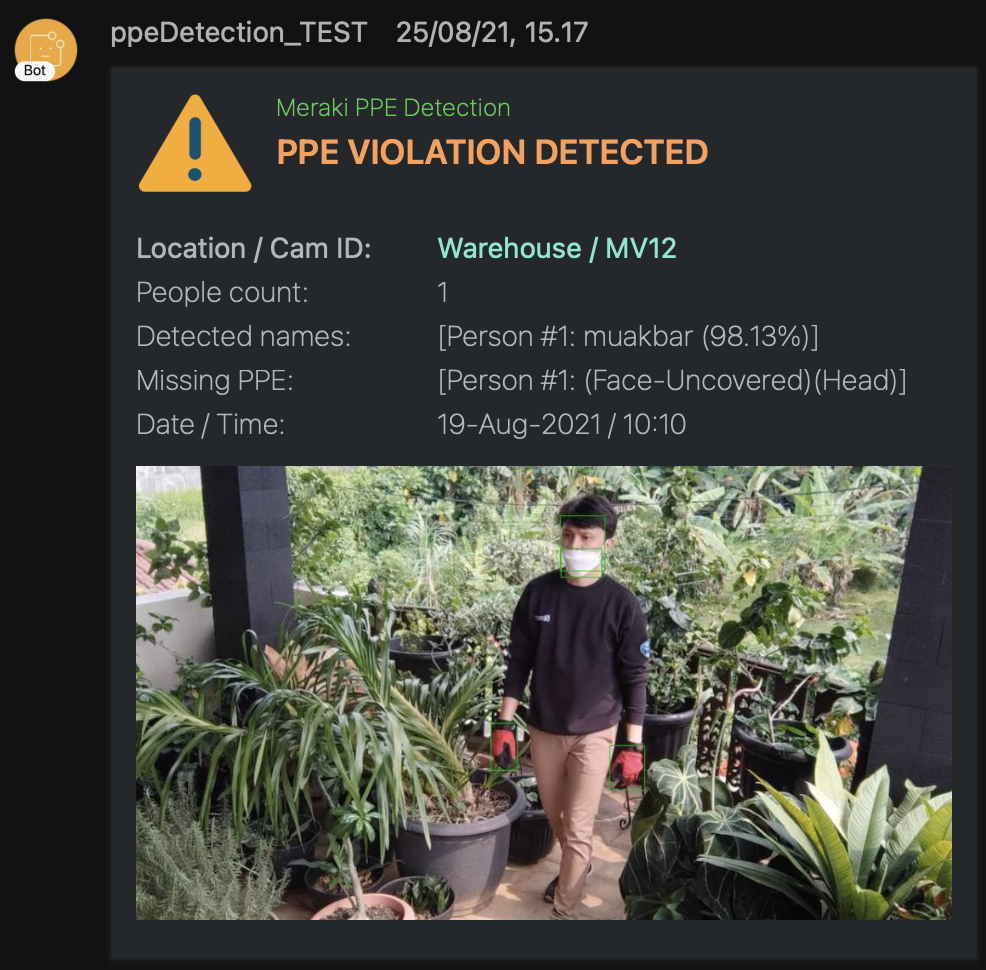 ppeDetection_TEST 25/08/21, 15.17
Bot
Meraki PPE Detection
PPE VIOLATION DETECTED
Location / Cam ID: Warehouse / MV12
People count: 1
Detected names: [Person #1: muakbar (98.13%)]
Missing PPE: [Person #1: (Face-Uncovered)(Head)]
Date / Time: 19-Aug-2021 / 10:10